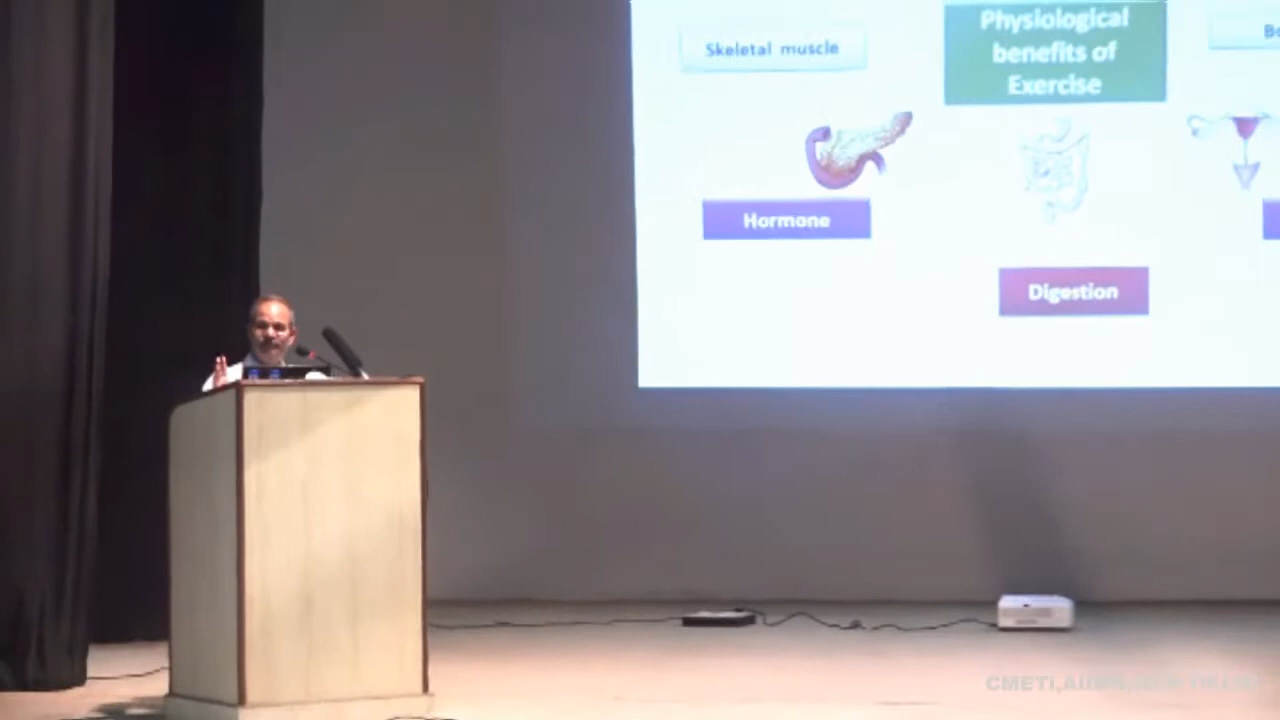 Physiological
benefits of
Exercise
Skeletal muscle
Hormone
Digestion